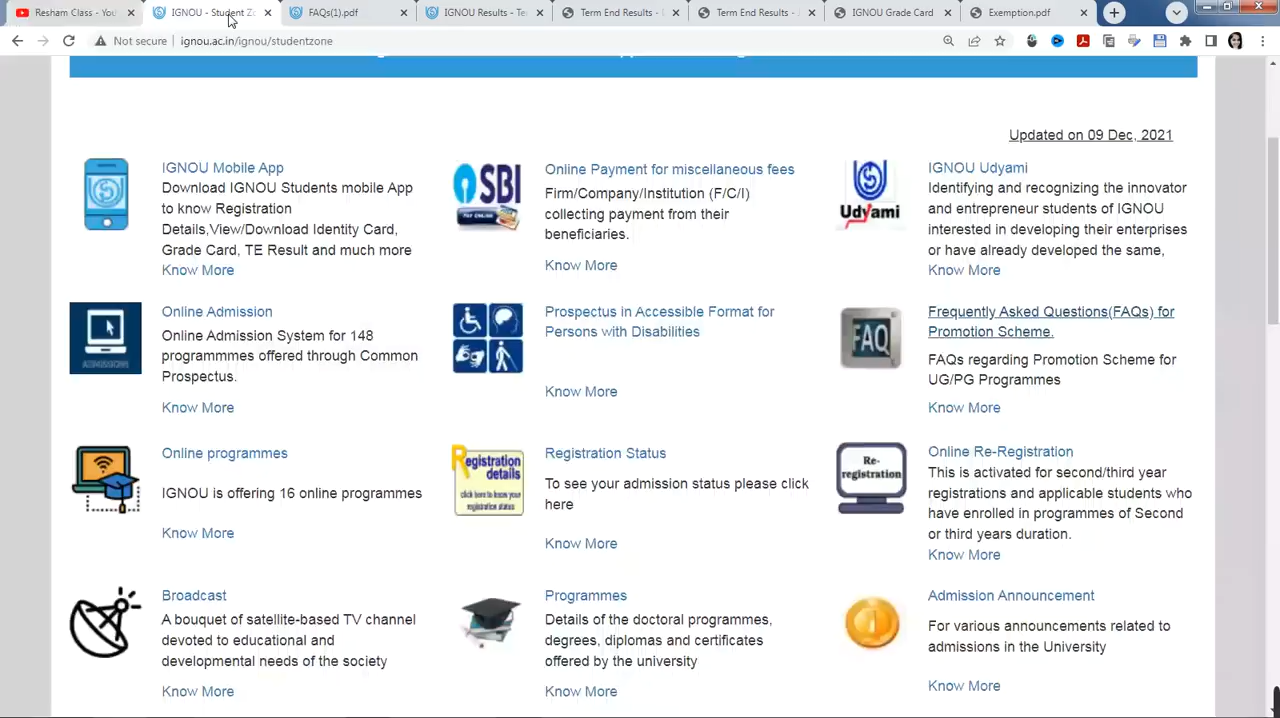 Resham Class - You
IGNOU - Student Zo
FAQs(1).pdf
IGNOU Results - Te
Term End Results -
Term End Results -
IGNOU Grade Card
Exemption.pdf
Not secure
ignou.ac.in/ignou/studentzone
Updated on 09 Dec, 2021
IGNOU Mobile App
Download IGNOU Students mobile App
to know Registration
Details,View/Download Identity Card,
Grade Card, TE Result and much more
Know More
SBI
PAY ONLINE
Online Payment for miscellaneous fees
Firm/Company/Institution (F/C/I)
collecting payment from their
beneficiaries.
Know More
Udyami
IGNOU Udyami
Identifying and recognizing the innovator
and entrepreneur students of IGNOU
interested in developing their enterprises
or have already developed the same,
Know More
Online Admission
Online Admission System for 148
programmmes offered through Common
Prospectus.
Know More
Prospectus in Accessible Format for
Persons with Disabilities
Know More
FAQ
Frequently Asked Questions(FAQs) for
Promotion Scheme.
FAQs regarding Promotion Scheme for
UG/PG Programmes
Know More
Online programmes
IGNOU is offering 16 online programmes
Know More
Registration
details
click here to know your
registration status
Registration Status
To see your admission status please click
here
Know More
Re-
registration
Online Re-Registration
This is activated for second/third year
registrations and applicable students who
have enrolled in programmes of Second
or third years duration.
Know More
Broadcast
A bouquet of satellite-based TV channel
devoted to educational and
developmental needs of the society
Know More
Programmes
Details of the doctoral programmes,
degrees, diplomas and certificates
offered by the university
Know More
Admission Announcement
For various announcements related to
admissions in the University
Know More